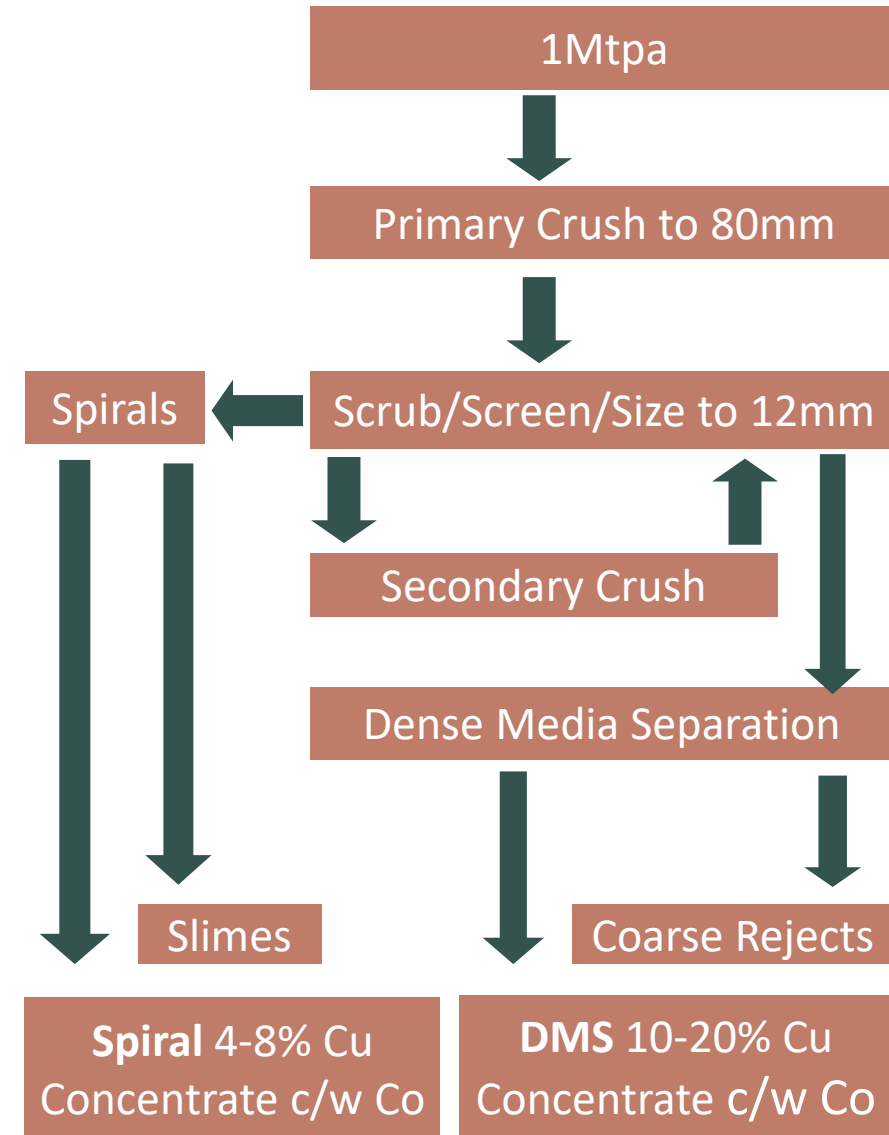 1Mtpa
Primary Crush to 80mm
Spirals
Scrub/Screen/Size to 12mm
Secondary Crush
Dense Media Separation
Slimes
Coarse Rejects
Spiral 4-8% Cu
Concentrate c/w Co
DMS 10-20% Cu
Concentrate c/w Co